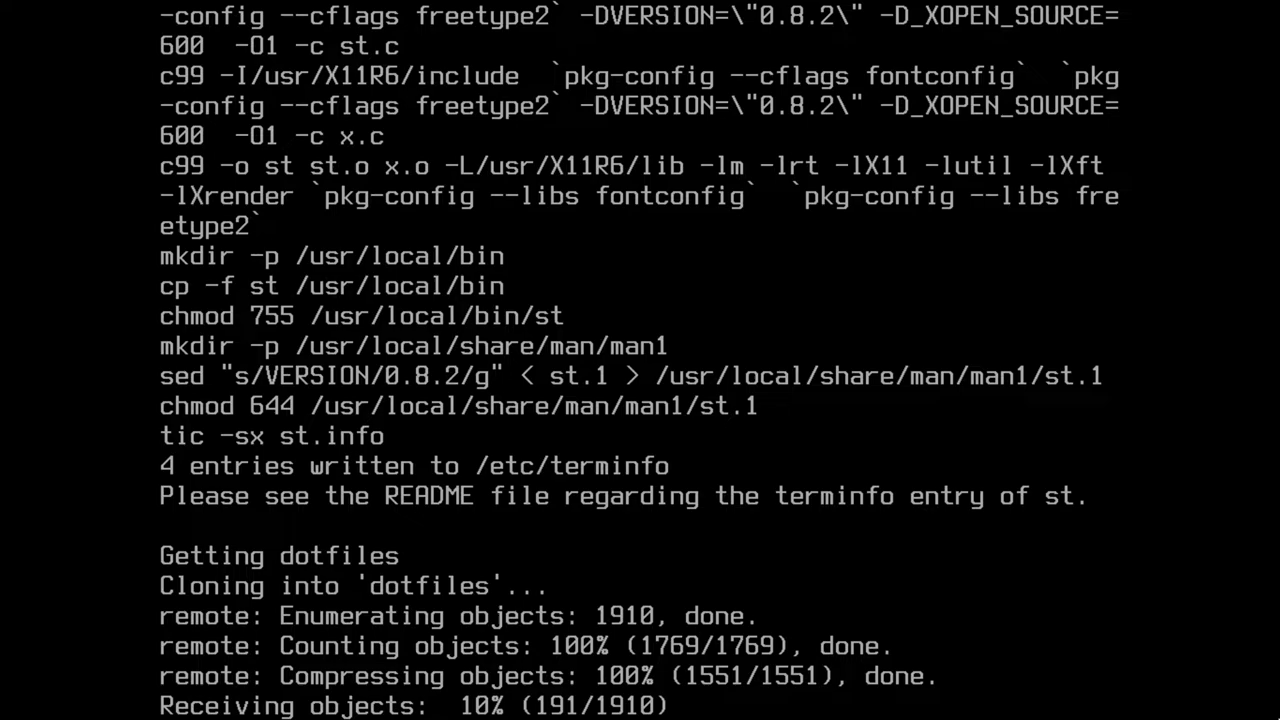 -config --cflags freetype2` -DVERSION=\"0.8.2\" -D_XOPEN_SOURCE=
600  -O1 -c st.c
c99 -I/usr/X11R6/include  `pkg-config --cflags fontconfig`  `pkg
-config --cflags freetype2` -DVERSION=\"0.8.2\" -D_XOPEN_SOURCE=
600  -O1 -c x.c
c99 -o st st.o x.o -L/usr/X11R6/lib -lm -lrt -lX11 -lutil -lXft
-lXrender `pkg-config --libs fontconfig`  `pkg-config --libs fre
etype2`
mkdir -p /usr/local/bin
cp -f st /usr/local/bin
chmod 755 /usr/local/bin/st
mkdir -p /usr/local/share/man/man1
sed "s/VERSION/0.8.2/g" < st.1 > /usr/local/share/man/man1/st.1
chmod 644 /usr/local/share/man/man1/st.1
tic -sx st.info
4 entries written to /etc/terminfo
Please see the README file regarding the terminfo entry of st.

Getting dotfiles
Cloning into 'dotfiles'...
remote: Enumerating objects: 1910, done.
remote: Counting objects: 100% (1769/1769), done.
remote: Compressing objects: 100% (1551/1551), done.
Receiving objects:  10% (191/1910)